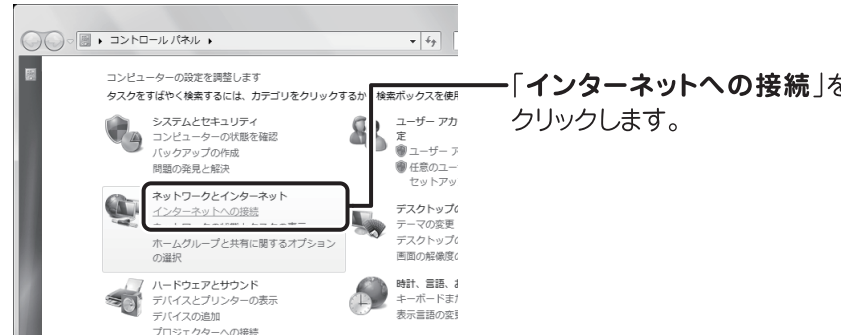 コントロール パネル
コンピューターの設定を調整します
タスクをすばやく検索するには、カテゴリをクリックするか、検索ボックスを使用
システムとセキュリティ
コンピューターの状態を確認
バックアップの作成
問題の発見と解決
ネットワークとインターネット
インターネットへの接続
ホームグループと共有に関するオプション
の選択
ハードウェアとサウンド
デバイスとプリンターの表示
デバイスの追加
プロジェクターへの接続
ユーザー アカ
定
ユーザー ア
任意のユー
セットアッ
デスクトップの
テーマの変更
デスクトップの
画面の解像度の
時計、言語、お
キーボードまた
表示言語の変更
「インターネットへの接続」を
クリックします。